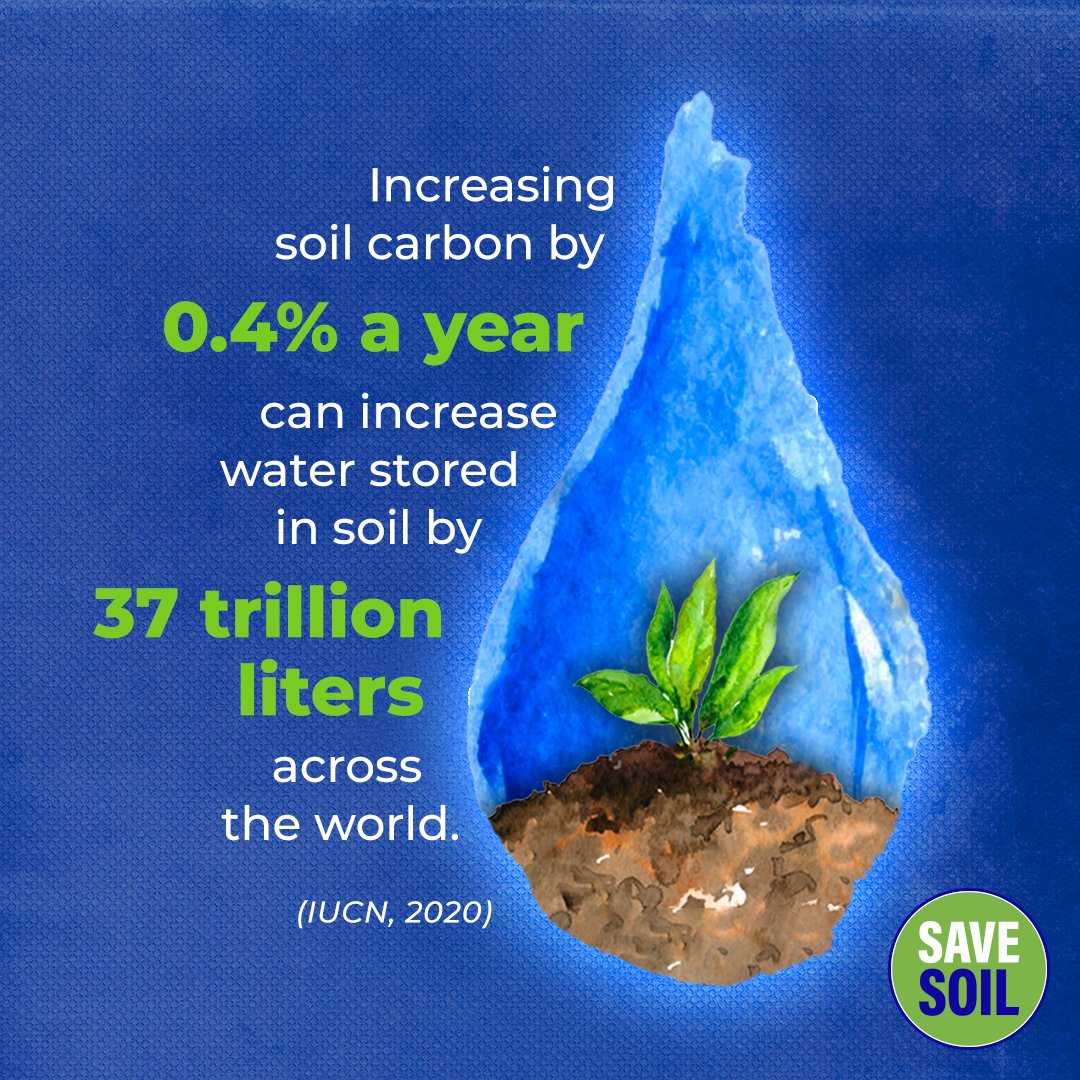 Increasing
soil carbon by
0.4% a year
can increase
water stored
in soil by
37 trillion
liters
across
the world.
(IUCN, 2020)
SAVE
SOIL